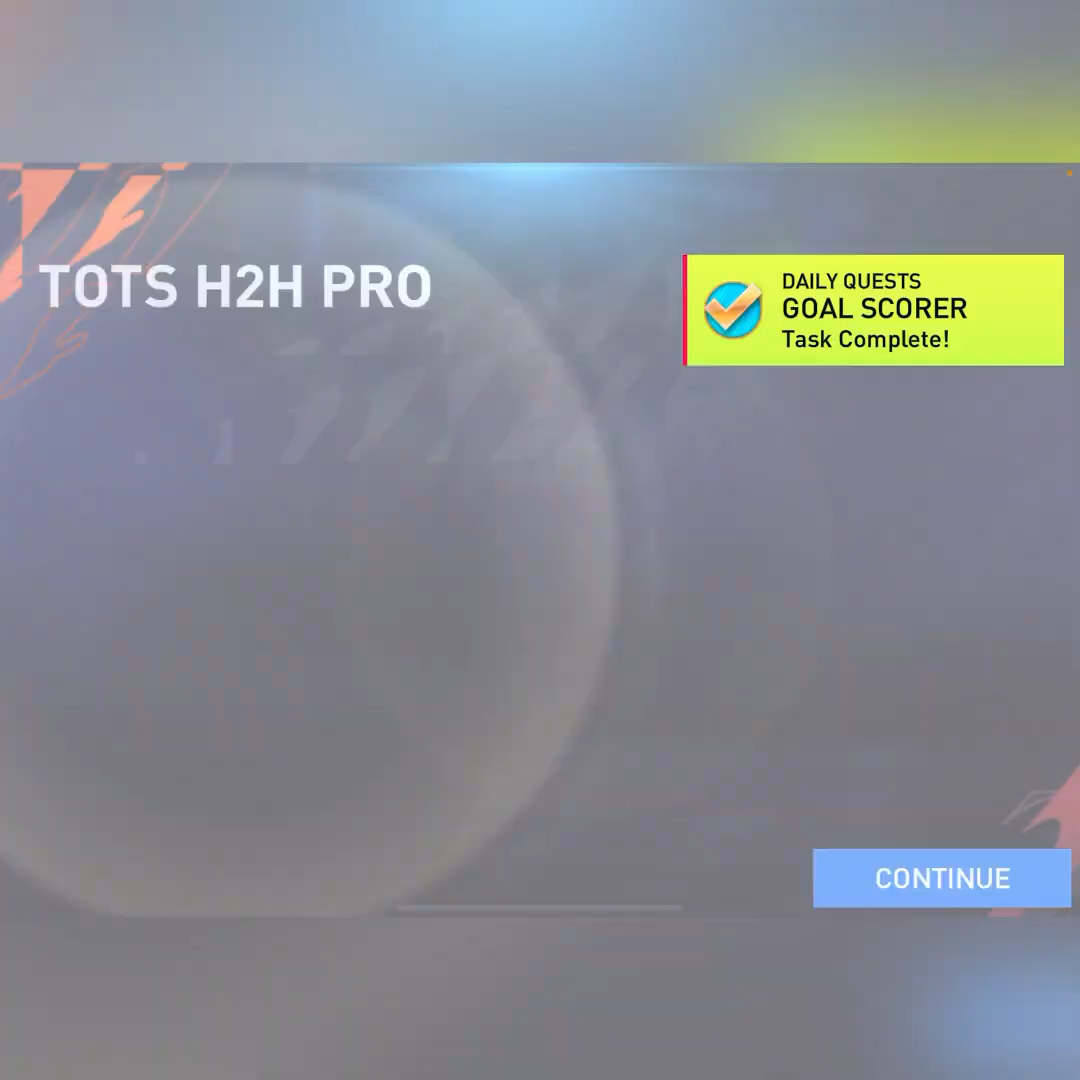 TOTS H2H PRO
DAILY QUESTS
GOAL SCORER
Task Complete!
CONTINUE